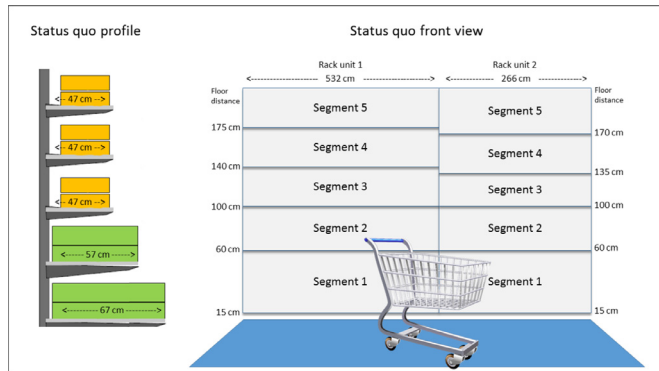 Status quo profile
Status quo front view
<-- 47 cm -->
<-- 47 cm -->
<-- 47 cm -->
<------ 57 cm ------>
<------ 67 cm ------>
Rack unit 1
532 cm
Rack unit 2
266 cm
Floor
distance
175 cm
140 cm
100 cm
60 cm
15 cm
Segment 5
Segment 4
Segment 3
Segment 2
Segment 1
Segment 5
Segment 4
Segment 3
Segment 2
Segment 1
Floor
distance
170 cm
135 cm
100 cm
60 cm
15 cm